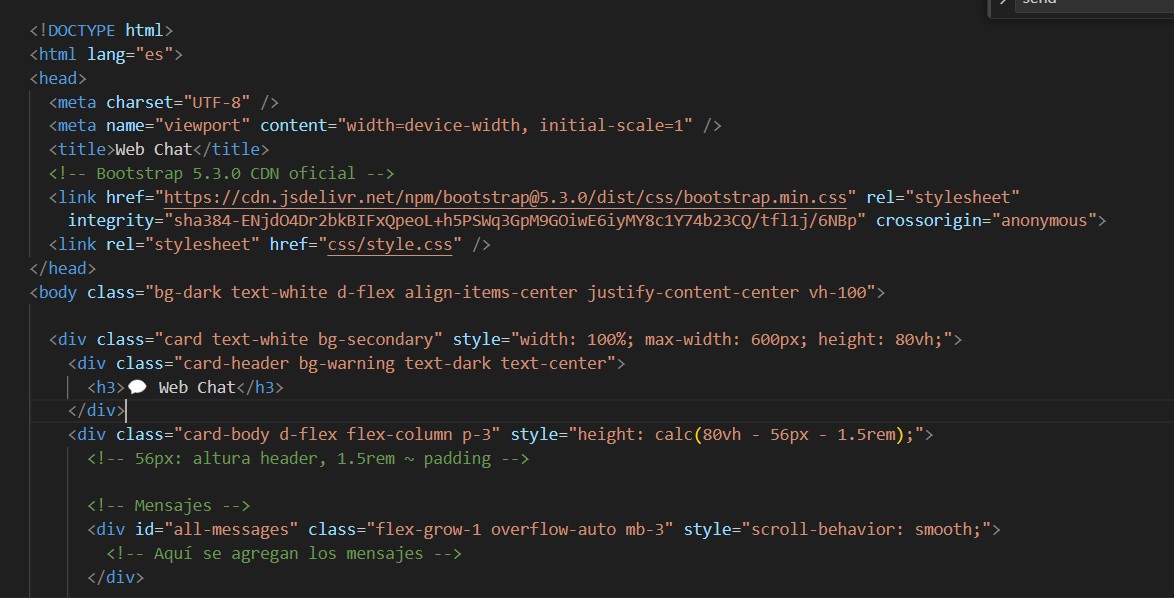 send
<!DOCTYPE html>
<html lang="es">
<head>
<meta charset="UTF-8" />
<meta name="viewport" content="width=device-width, initial-scale=1" />
<title>Web Chat</title>
<!-- Bootstrap 5.3.0 CDN oficial -->
<link href="https://cdn.jsdelivr.net/npm/bootstrap@5.3.0/dist/css/bootstrap.min.css" rel="stylesheet"
integrity="sha384-ENjdO4Dr2bkBIFxQpeoL+h5PSWq3GpM9GOiwE6iyMY8c1Y74b23CQ/tfl1j/6NBp" crossorigin="anonymous">
<link rel="stylesheet" href="css/style.css" />
</head>
<body class="bg-dark text-white d-flex align-items-center justify-content-center vh-100">
<div class="card text-white bg-secondary" style="width: 100%; max-width: 600px; height: 80vh;">
<div class="card-header bg-warning text-dark text-center">
<h3>💬 Web Chat</h3>
</div>
<div class="card-body d-flex flex-column p-3" style="height: calc(80vh - 56px - 1.5rem);">
<!-- 56px: altura header, 1.5rem ~ padding -->
<!-- Mensajes -->
<div id="all-messages" class="flex-grow-1 overflow-auto mb-3" style="scroll-behavior: smooth;">
<!-- Aquí se agregan los mensajes -->
</div>